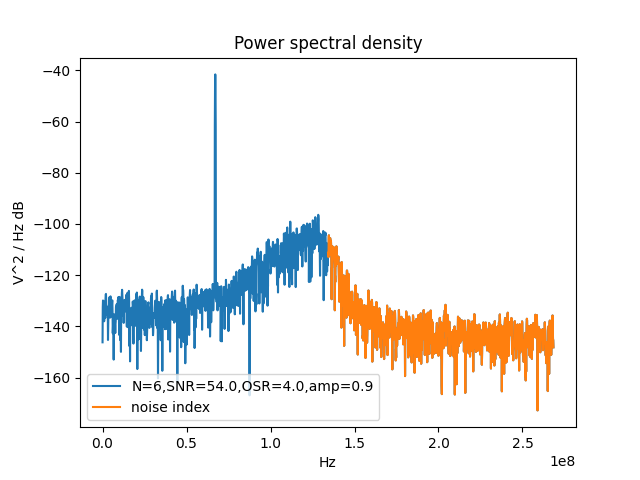 Power spectral density
V^2 / Hz dB
−40
−60
−80
−100
−120
−140
−160
N=6,SNR=54.0,OSR=4.0,amp=0.9
noise index
0.0 0.5 1.0 1.5 2.0 2.5
1e8
Hz